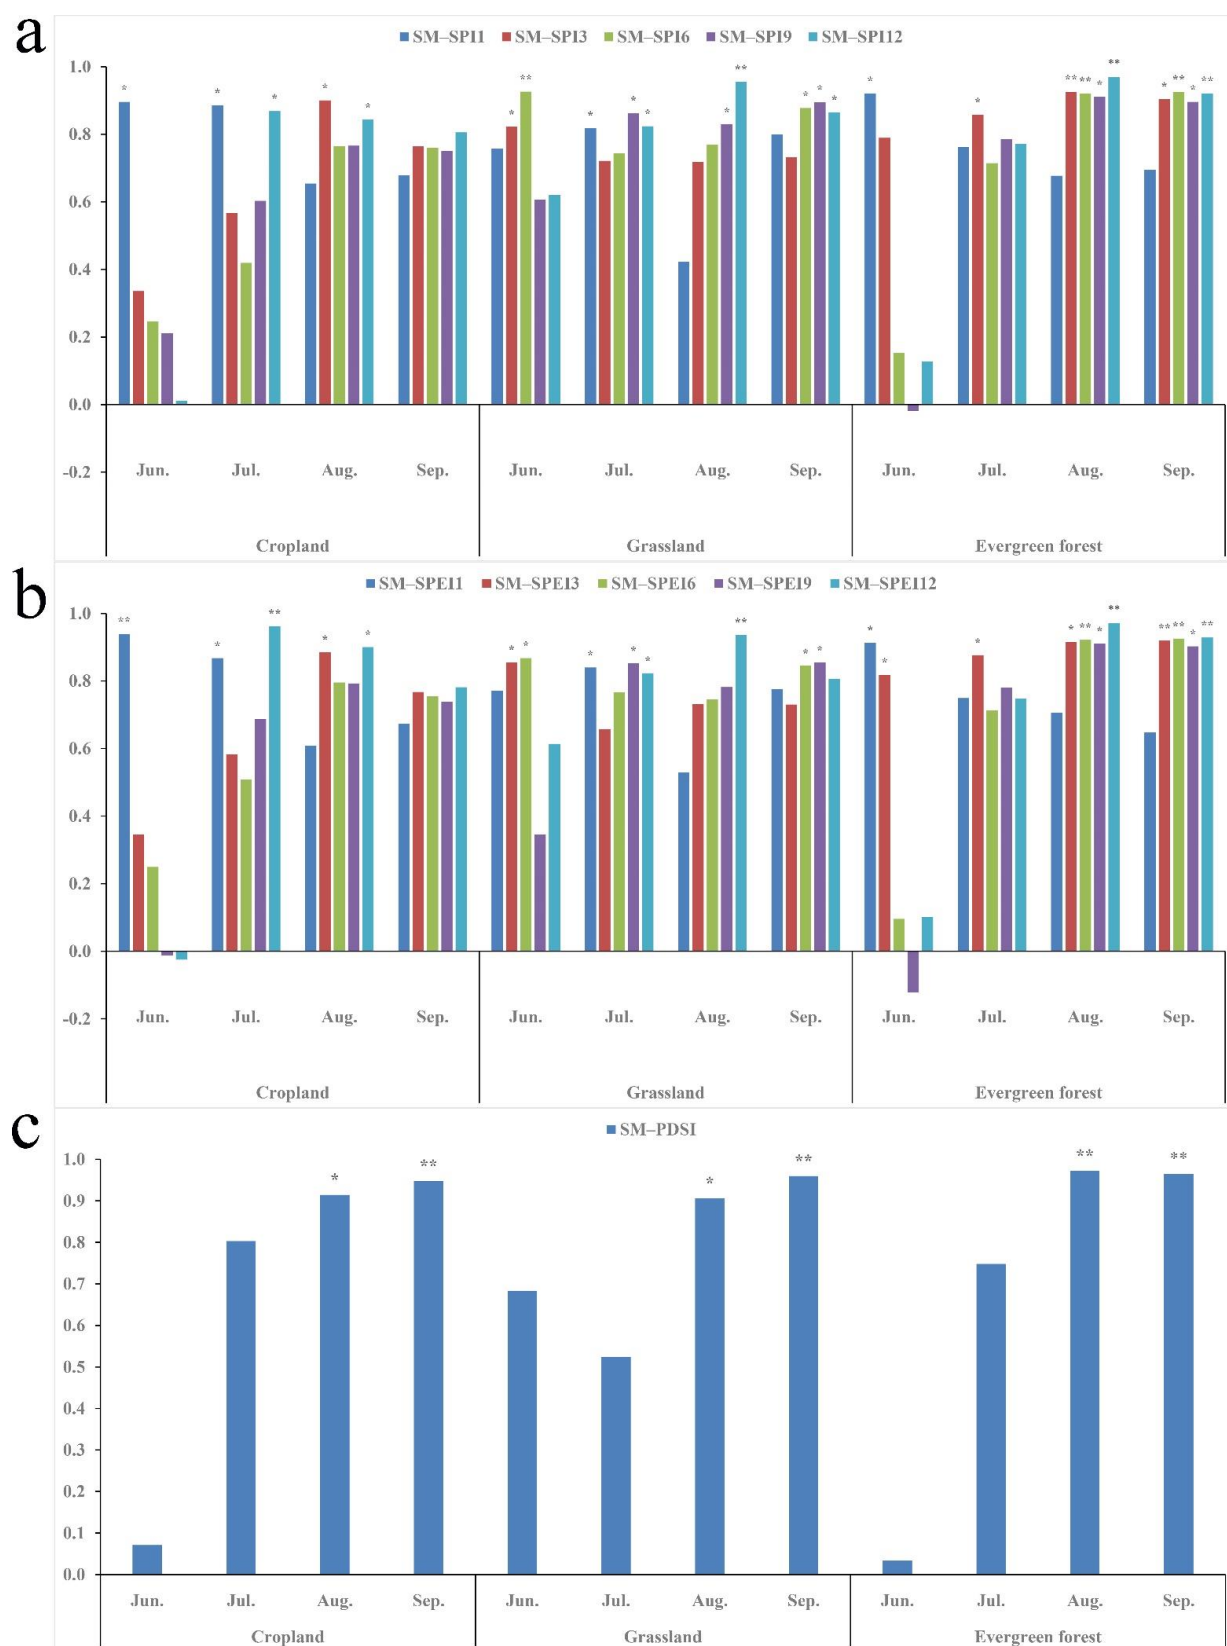 a
SM–SPI1 SM–SPI3 SM–SPI6 SM–SPI9 SM–SPI12
1.0
0.8
0.6
0.4
0.2
0.0
-0.2
* * * * * * * ** * * * * ** * * * * * ** ** * ** * ** * **
Jun. Jul. Aug. Sep. Jun. Jul. Aug. Sep. Jun. Jul. Aug. Sep.
Cropland Grassland Evergreen forest
b
SM–SPEI1 SM–SPEI3 SM–SPEI6 SM–SPEI9 SM–SPEI12
1.0
0.8
0.6
0.4
0.2
0.0
-0.2
** * ** * * * * * * * ** * * * * * * ** * ** ** ** * **
Jun. Jul. Aug. Sep. Jun. Jul. Aug. Sep. Jun. Jul. Aug. Sep.
Cropland Grassland Evergreen forest
c
SM–PDSI
1.0
0.9
0.8
0.7
0.6
0.5
0.4
0.3
0.2
0.1
0.0
* ** * ** ** **
Jun. Jul. Aug. Sep. Jun. Jul. Aug. Sep. Jun. Jul. Aug. Sep.
Cropland Grassland Evergreen forest